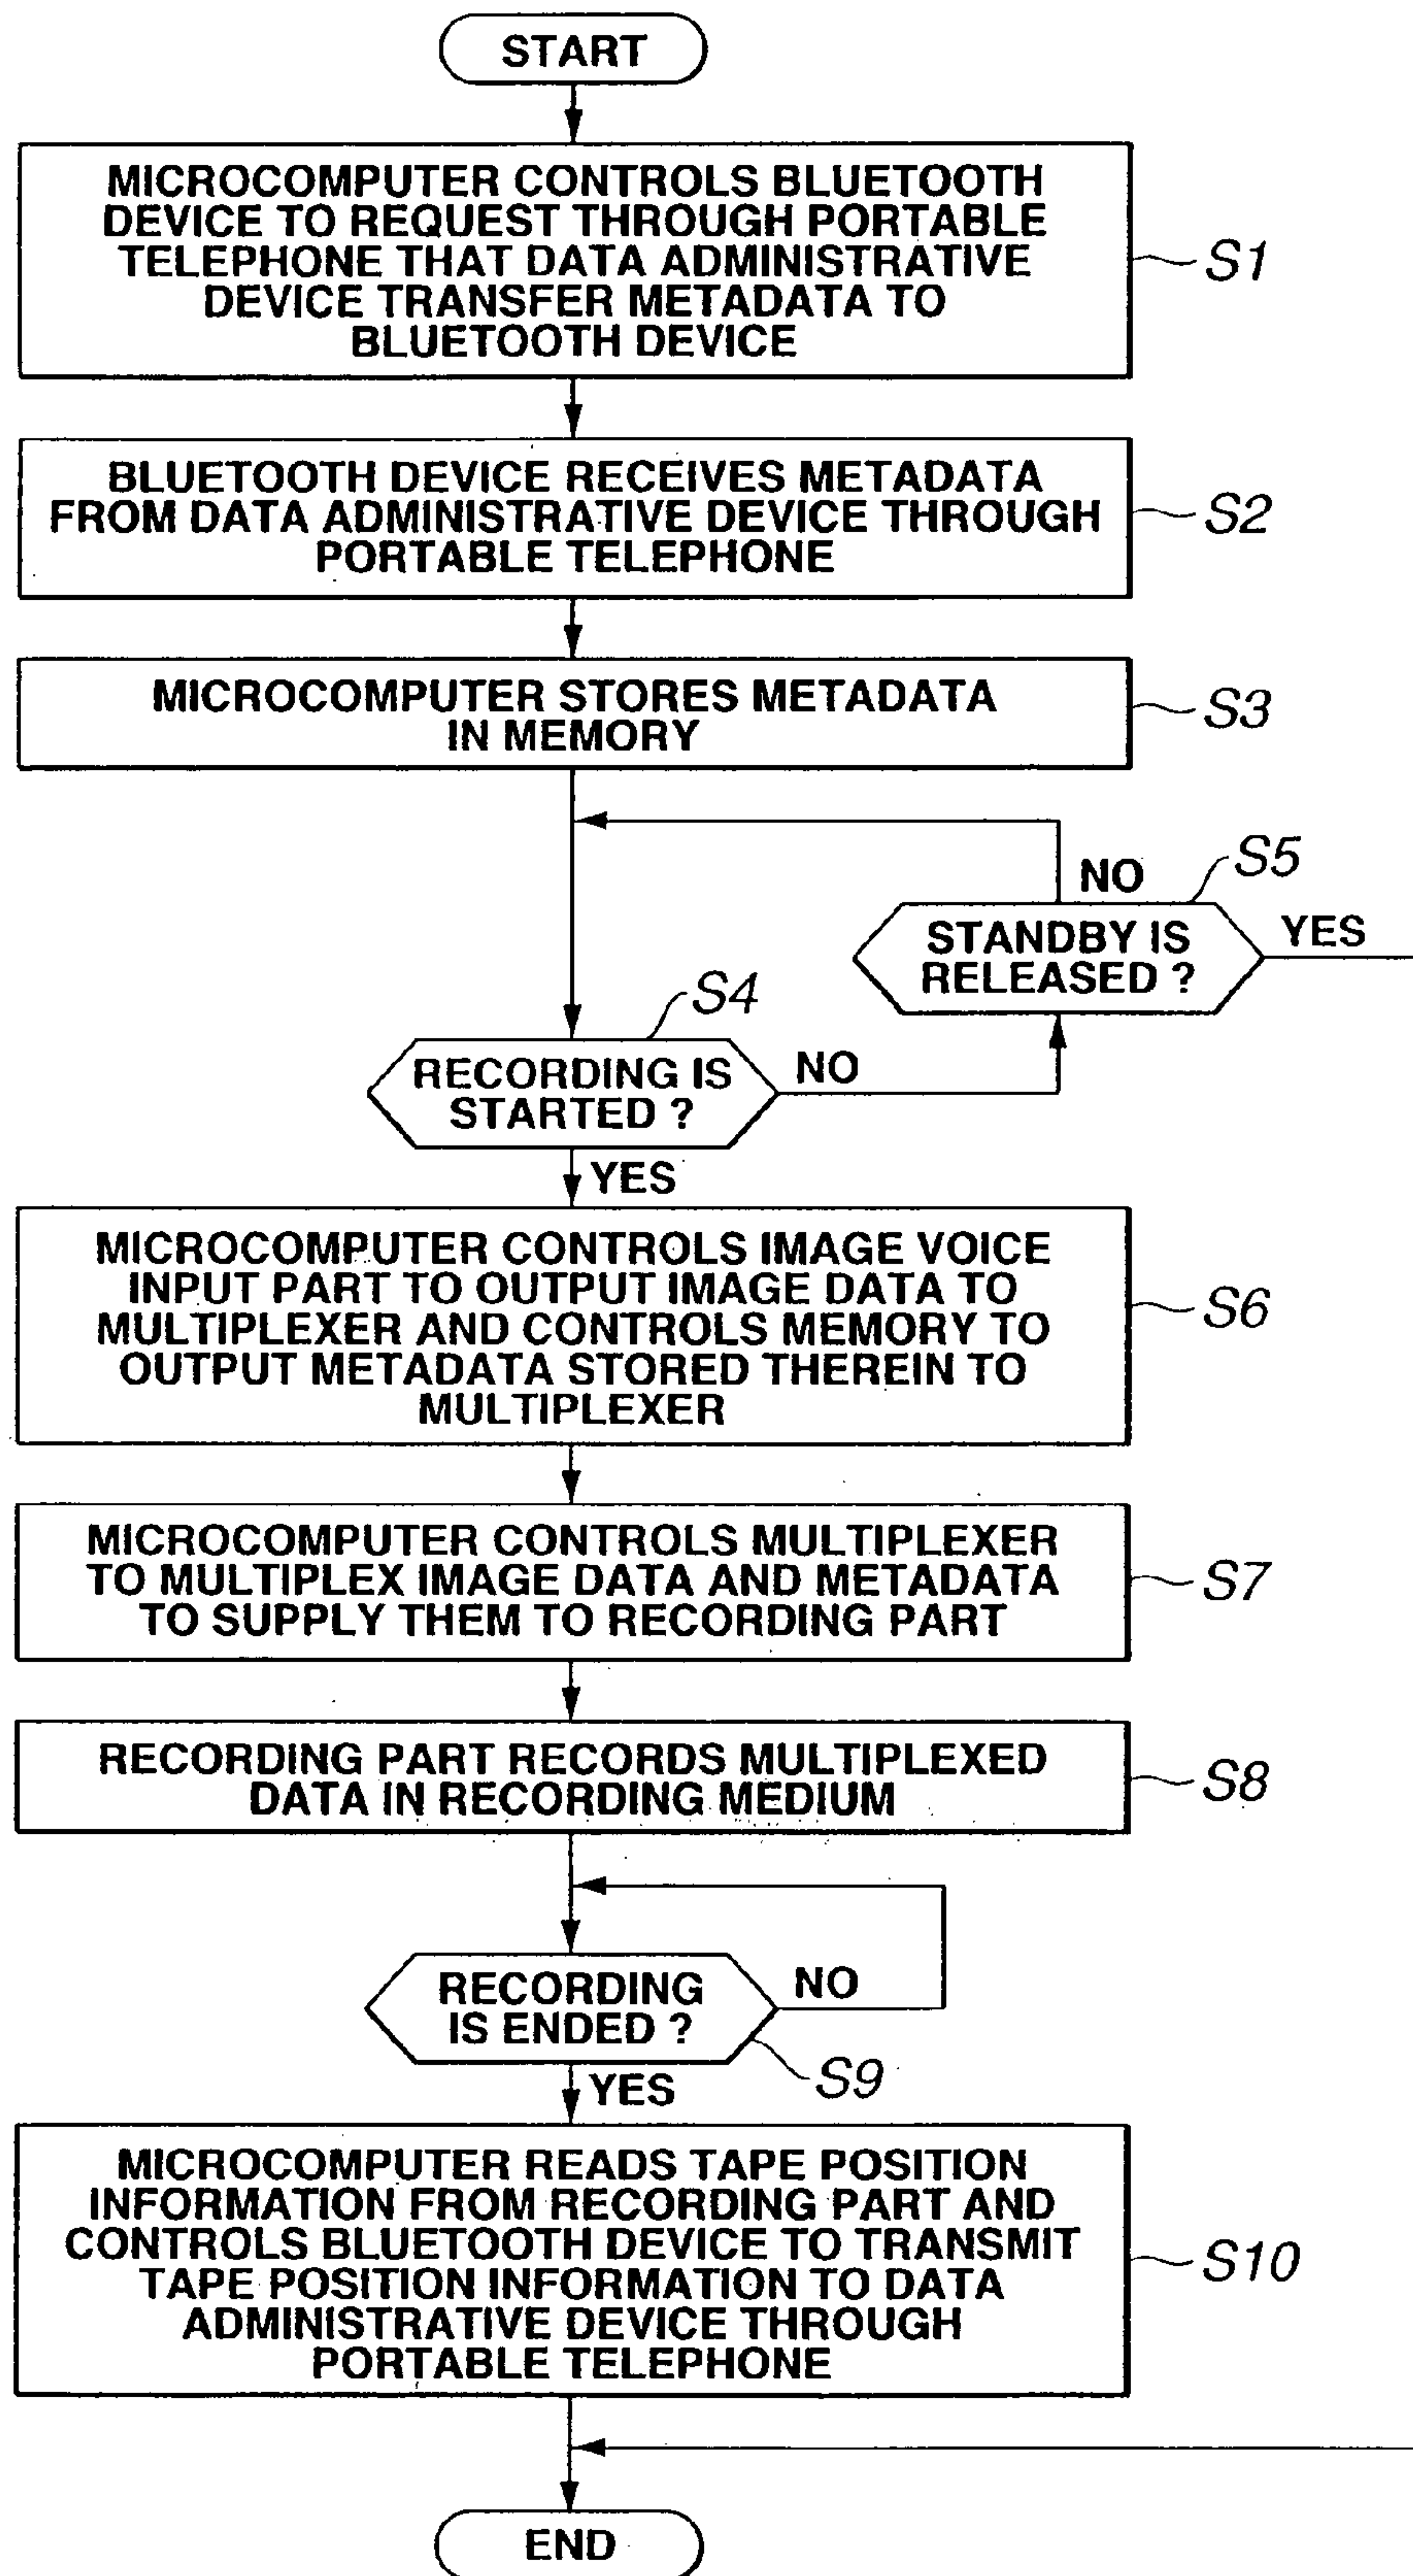 START
MICROCOMPUTER CONTROLS BLUETOOTH
DEVICE TO REQUEST THROUGH PORTABLE
TELEPHONE THAT DATA ADMINISTRATIVE
DEVICE TRANSFER METADATA TO
BLUETOOTH DEVICE
S1
BLUETOOTH DEVICE RECEIVES METADATA
FROM DATA ADMINISTRATIVE DEVICE THROUGH
PORTABLE TELEPHONE
S2
MICROCOMPUTER STORES METADATA
IN MEMORY
S3
S5
NO
STANDBY IS
RELEASED ?
YES
S4
RECORDING IS
STARTED ?
NO
YES
MICROCOMPUTER CONTROLS IMAGE VOICE
INPUT PART TO OUTPUT IMAGE DATA TO
MULTIPLEXER AND CONTROLS MEMORY TO
OUTPUT METADATA STORED THEREIN TO
MULTIPLEXER
S6
MICROCOMPUTER CONTROLS MULTIPLEXER
TO MULTIPLEX IMAGE DATA AND METADATA
TO SUPPLY THEM TO RECORDING PART
S7
RECORDING PART RECORDS MULTIPLEXED
DATA IN RECORDING MEDIUM
S8
RECORDING
IS ENDED ?
NO
S9
YES
MICROCOMPUTER READS TAPE POSITION
INFORMATION FROM RECORDING PART AND
CONTROLS BLUETOOTH DEVICE TO TRANSMIT
TAPE POSITION INFORMATION TO DATA
ADMINISTRATIVE DEVICE THROUGH
PORTABLE TELEPHONE
S10
END